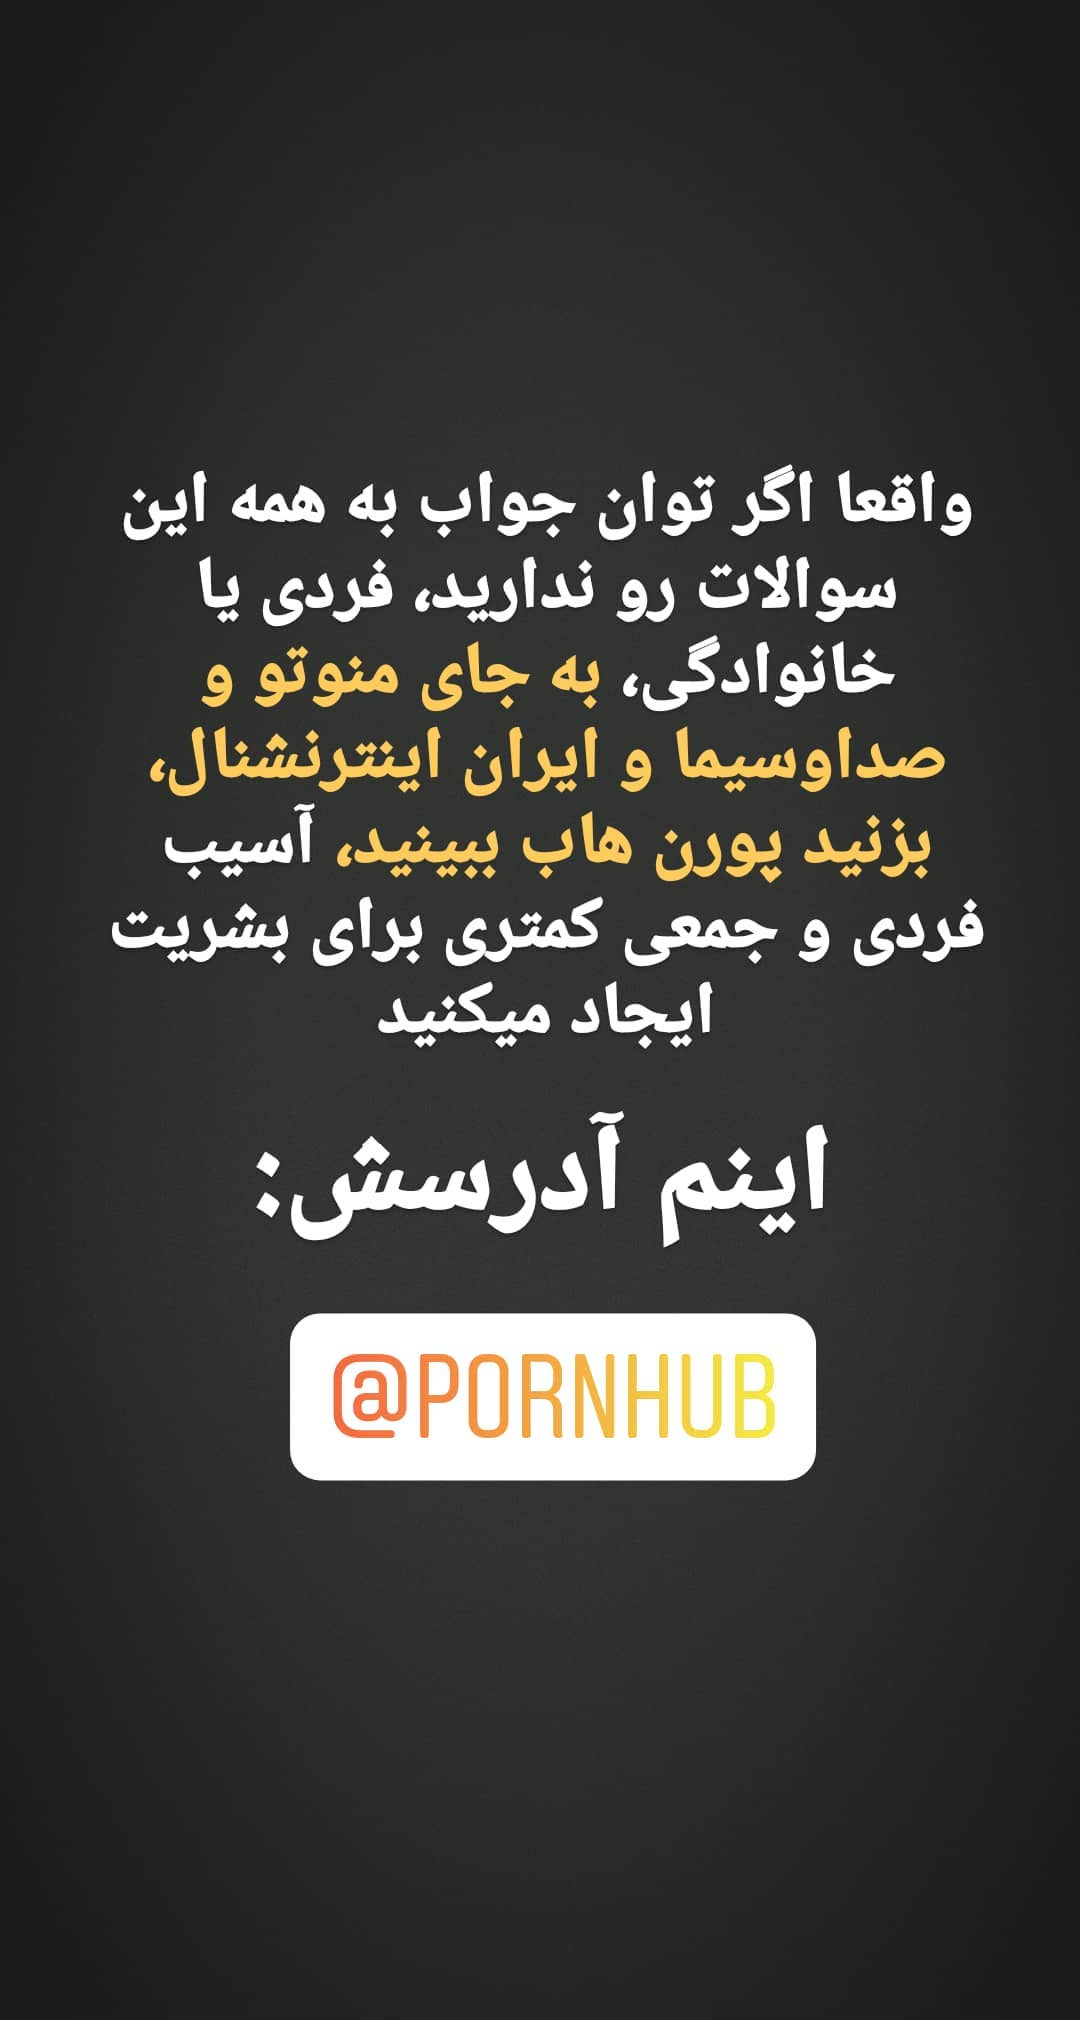 واقعا اگر توان جواب به همه این
سوالات رو ندارید، فردی یا
خانوادگی، به جای منوتو و
صداوسیما و ایران اینترنشنال،
بزنید پورن هاب ببینید، آسیب
فردی و جمعی کمتری برای بشریت
ایجاد میکنید
اینم آدرسش:
@PORNHUB